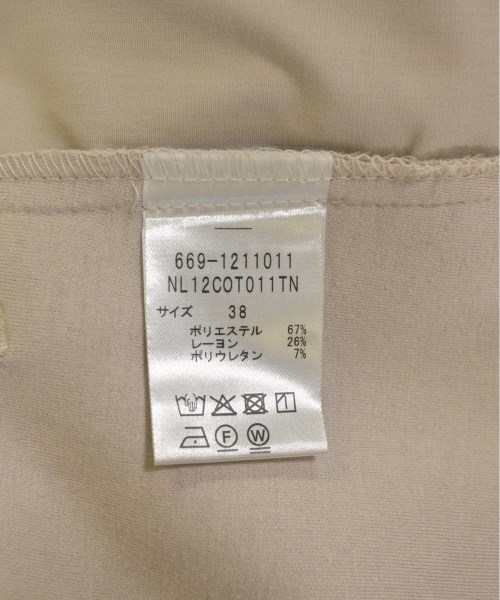 669-1211011
NL12COT011TN
サイズ 38
ポリエステル 67%
レーヨン 26%
ポリウレタン 7%
F W